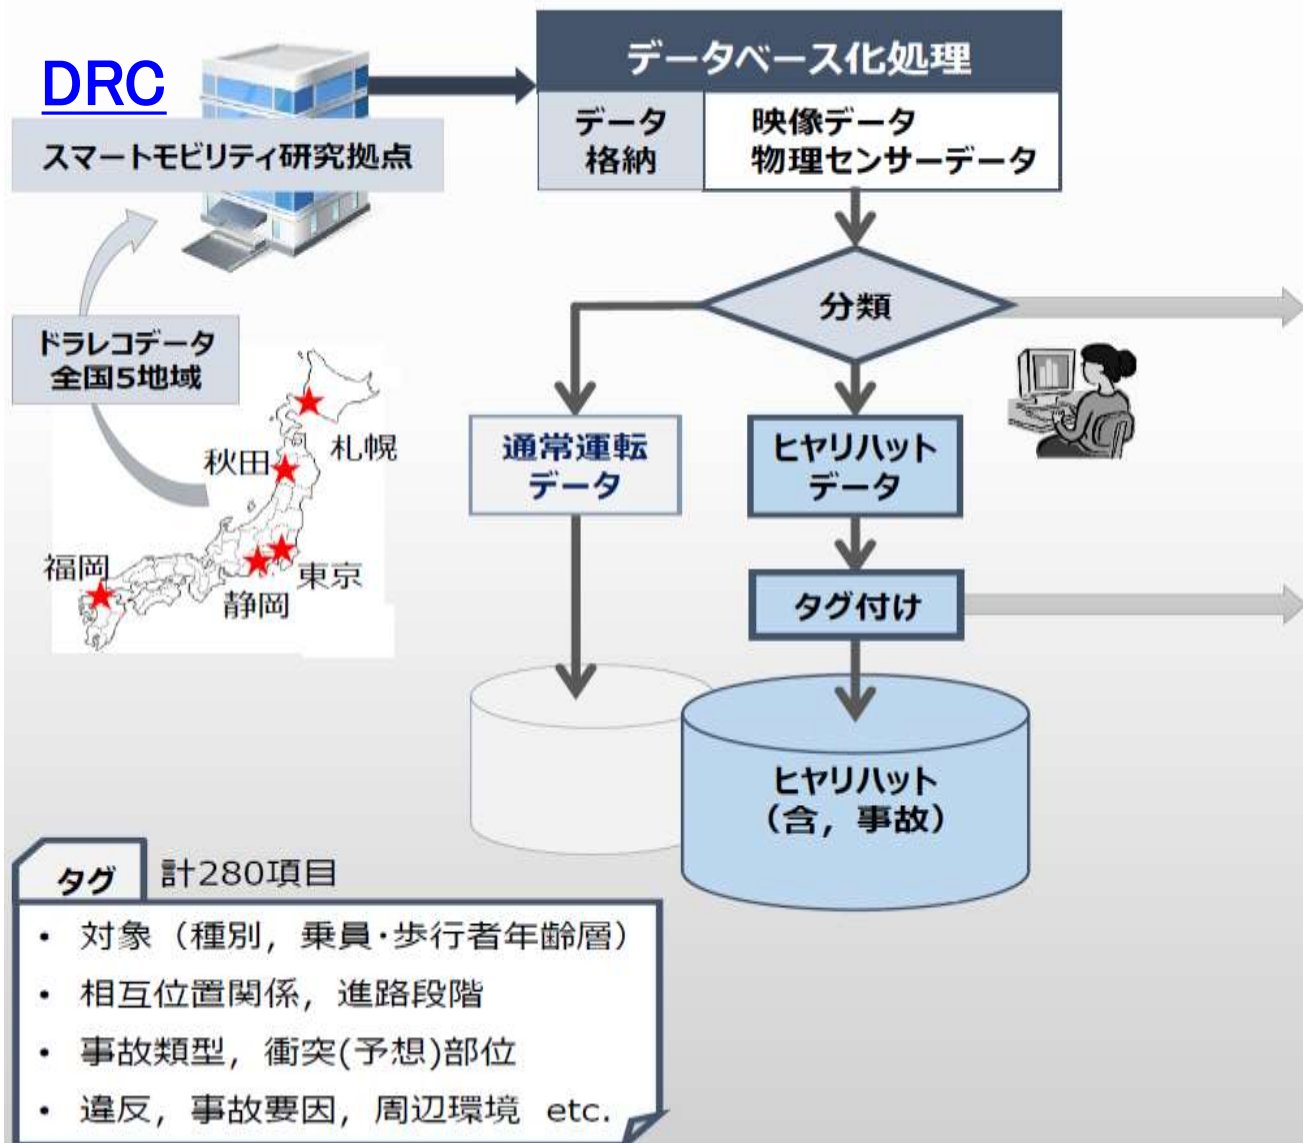 DRC
スマートモビリティ研究拠点
データベース化処理
データ
格納
映像データ
物理センサーデータ
分類
ドラレコデータ
全国5地域
札幌
秋田
福岡
東京
静岡
通常運転
データ
ヒヤリハット
データ
タグ付け
ヒヤリハット
（含，事故）
タグ
計280項目
• 対象（種別，乗員・歩行者年齢層）
• 相互位置関係，進路段階
• 事故類型，衝突(予想)部位
• 違反，事故要因，周辺環境 etc.